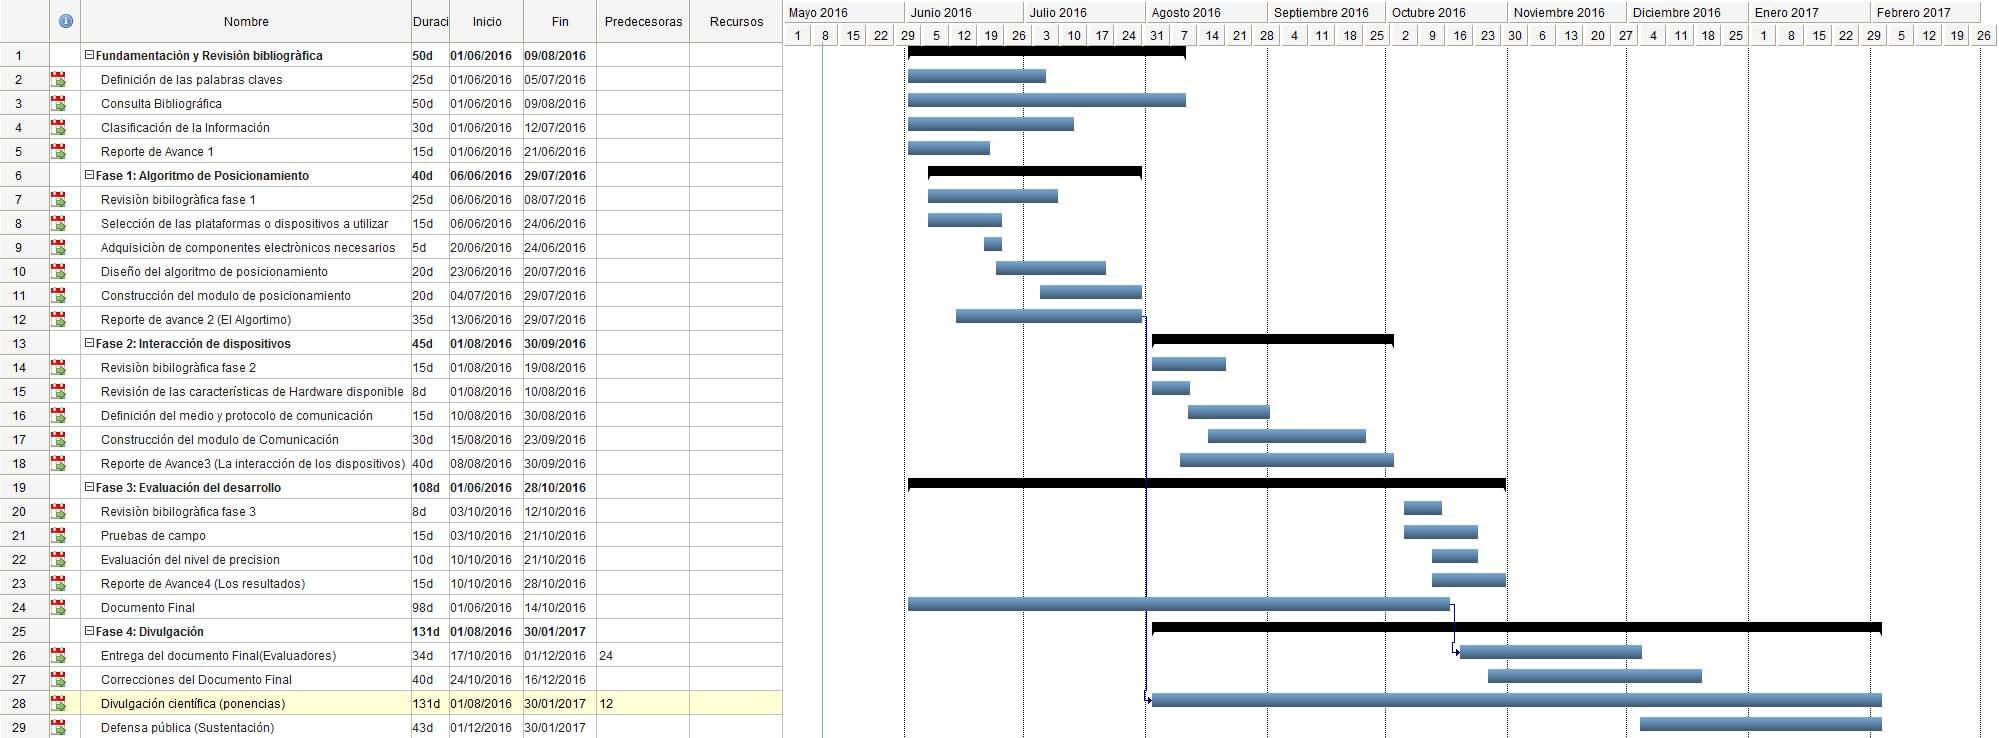 Nombre Duraci Inicio Fin Predecesoras Recursos
Mayo 2016 Junio 2016 Julio 2016 Agosto 2016 Septiembre 2016 Octubre 2016 Noviembre 2016 Diciembre 2016 Enero 2017 Febrero 2017
1 8 15 22 29 5 12 19 26 3 10 17 24 31 7 14 21 28 4 11 18 25 2 9 16 23 30 6 13 20 27 4 11 18 25 1 8 15 22 29 5 12 19 26
1 Fundamentaciòn y Revisiòn bibliogràfica 50d 01/06/2016 09/08/2016
2 Definición de las palabras claves 25d 01/06/2016 05/07/2016
3 Consulta Bibliográfica 50d 01/06/2016 09/08/2016
4 Clasificación de la Información 30d 01/06/2016 12/07/2016
5 Reporte de Avance 1 15d 01/06/2016 21/06/2016
6 Fase 1: Algoritmo de Posicionamiento 40d 06/06/2016 29/07/2016
7 Revisiòn bibilogràfica fase 1 25d 06/06/2016 08/07/2016
8 Selección de las plataformas o dispositivos a utilizar 15d 06/06/2016 24/06/2016
9 Adquisiciòn de componentes electrònicos necesarios 5d 20/06/2016 24/06/2016
10 Diseño del algoritmo de posicionamiento 20d 23/06/2016 20/07/2016
11 Construcción del modulo de posicionamiento 20d 04/07/2016 29/07/2016
12 Reporte de avance 2 (El Algortimo) 35d 13/06/2016 29/07/2016
13 Fase 2: Interacción de dispositivos 45d 01/08/2016 30/09/2016
14 Revisiòn bibilogràfica fase 2 15d 01/08/2016 19/08/2016
15 Revisión de las características de Hardware disponible 8d 01/08/2016 10/08/2016
16 Definición del medio y protocolo de comunicación 15d 10/08/2016 30/08/2016
17 Construcción del modulo de Comunicación 30d 15/08/2016 23/09/2016
18 Reporte de Avance3 (La interacción de los dispositivos) 40d 08/08/2016 30/09/2016
19 Fase 3: Evaluación del desarrollo 108d 01/06/2016 28/10/2016
20 Revisiòn bibilogràfica fase 3 8d 03/10/2016 12/10/2016
21 Pruebas de campo 15d 03/10/2016 21/10/2016
22 Evaluación del nivel de precision 10d 10/10/2016 21/10/2016
23 Reporte de Avance4 (Los resultados) 15d 10/10/2016 28/10/2016
24 Documento Final 98d 01/06/2016 14/10/2016
25 Fase 4: Divulgaciòn 131d 01/08/2016 30/01/2017
26 Entrega del documento Final(Evaluadores) 34d 17/10/2016 01/12/2016 24
27 Correcciones del Documento Final 40d 24/10/2016 16/12/2016
28 Divulgación científica (ponencias) 131d 01/08/2016 30/01/2017 12
29 Defensa pública (Sustentación) 43d 01/12/2016 30/01/2017